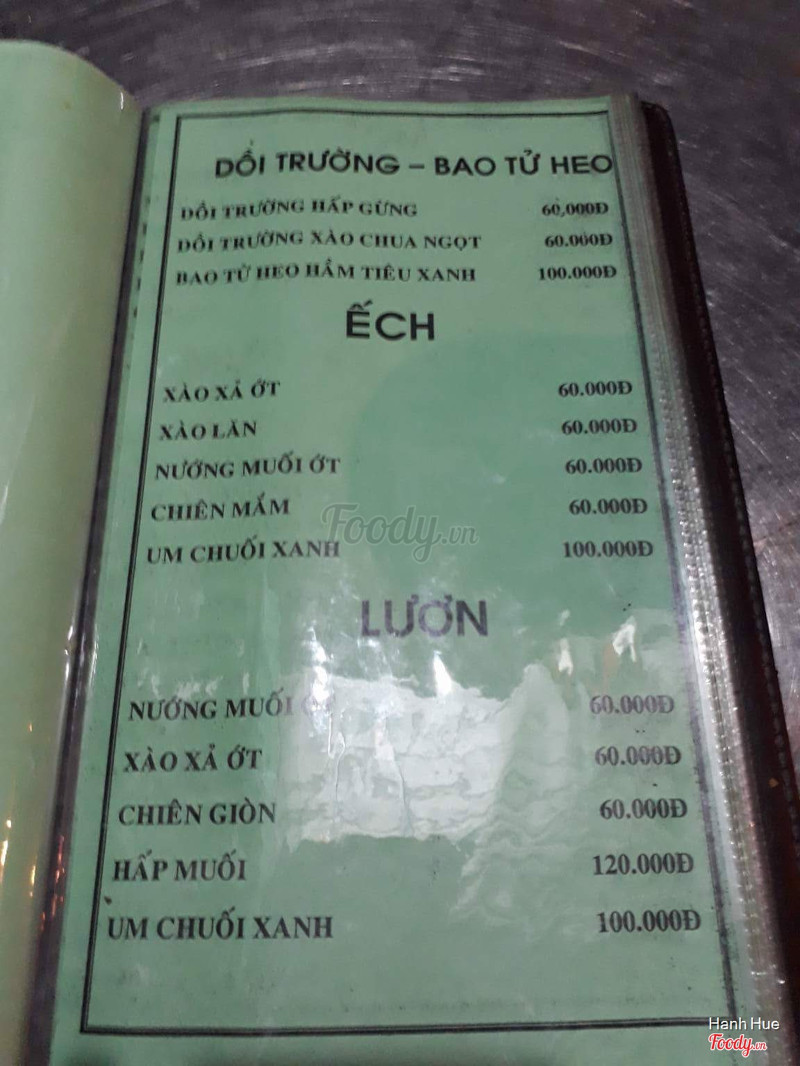 DỒI TRƯỜNG – BAO TỬ HEO
DỒI TRƯỜNG HẤP GỪNG 60.000Đ
DỒI TRƯỜNG XÀO CHUA NGỌT 60.000Đ
BAO TỬ HEO HẦM TIÊU XANH 100.000Đ
ẾCH
XÀO XẢ ỚT 60.000Đ
XÀO LĂN 60.000Đ
NƯỚNG MUỐI ỚT 60.000Đ
CHIÊN MẮM 60.000Đ
UM CHUỐI XANH 100.000Đ
Foody.vn
LƯƠN
NƯỚNG MUỐI 60.000Đ
XÀO XẢ ỚT 60.000Đ
CHIÊN GIÒN 60.000Đ
HẤP MUỐI 120.000Đ
UM CHUỐI XANH 100.000Đ
Hanh Hue
Foody.vn